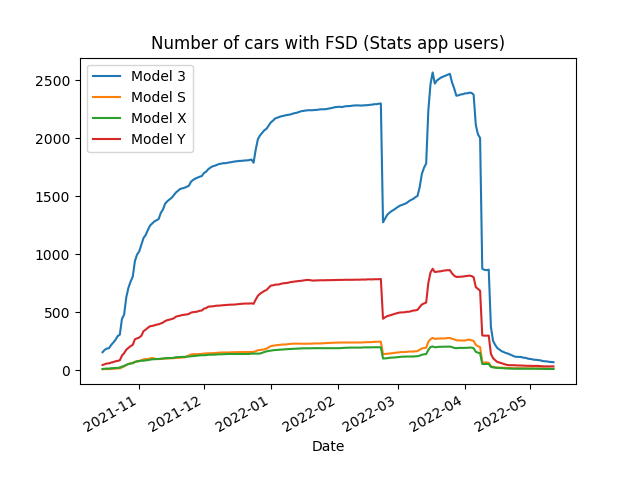 Number of cars with FSD (Stats app users)
Model 3
Model S
Model X
Model Y
2500
2000
1500
1000
500
0
2021-11
2021-12
2022-01
2022-02
2022-03
2022-04
2022-05
Date